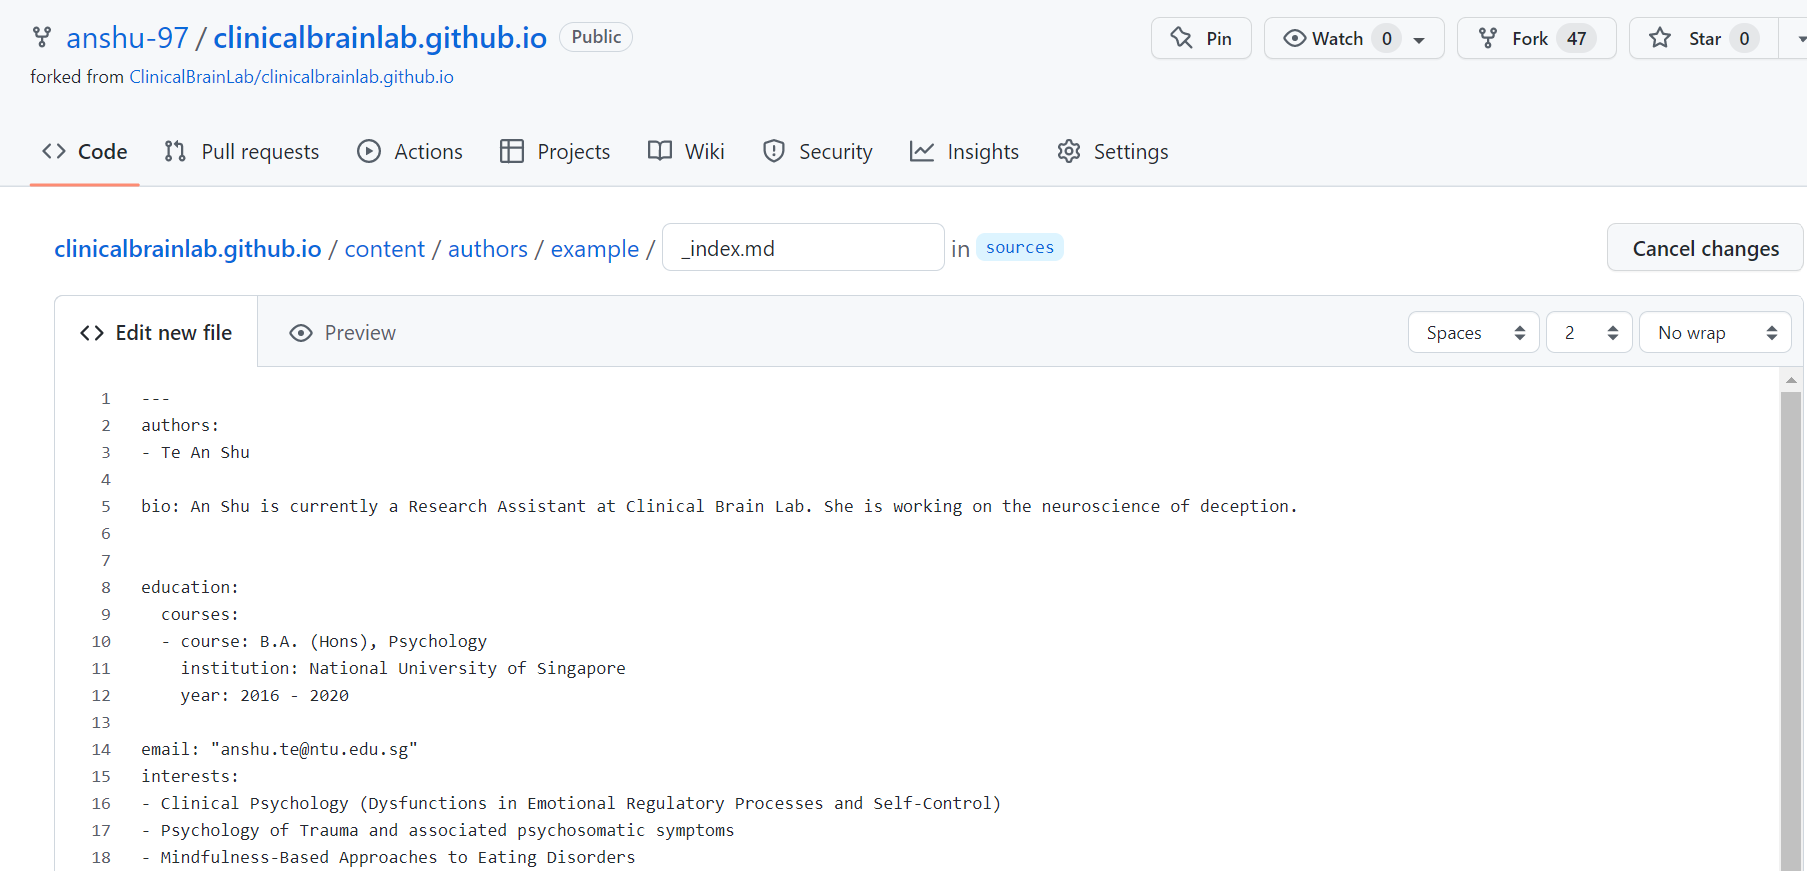 anshu-97 / clinicalbrainlab.github.io Public Pin Watch 0 Fork 47 Star 0
forked from ClinicalBrainLab/clinicalbrainlab.github.io
Code Pull requests Actions Projects Wiki Security Insights Settings
clinicalbrainlab.github.io / content / authors / example / _index.md in sources Cancel changes
Edit new file Preview Spaces 2 No wrap
1 ---
2 authors:
3 - Te An Shu
4
5 bio: An Shu is currently a Research Assistant at Clinical Brain Lab. She is working on the neuroscience of deception.
6
7
8 education:
9 courses:
10 - course: B.A. (Hons), Psychology
11 institution: National University of Singapore
12 year: 2016 - 2020
13
14 email: "anshu.te@ntu.edu.sg"
15 interests:
16 - Clinical Psychology (Dysfunctions in Emotional Regulatory Processes and Self-Control)
17 - Psychology of Trauma and associated psychosomatic symptoms
18 - Mindfulness-Based Approaches to Eating Disorders